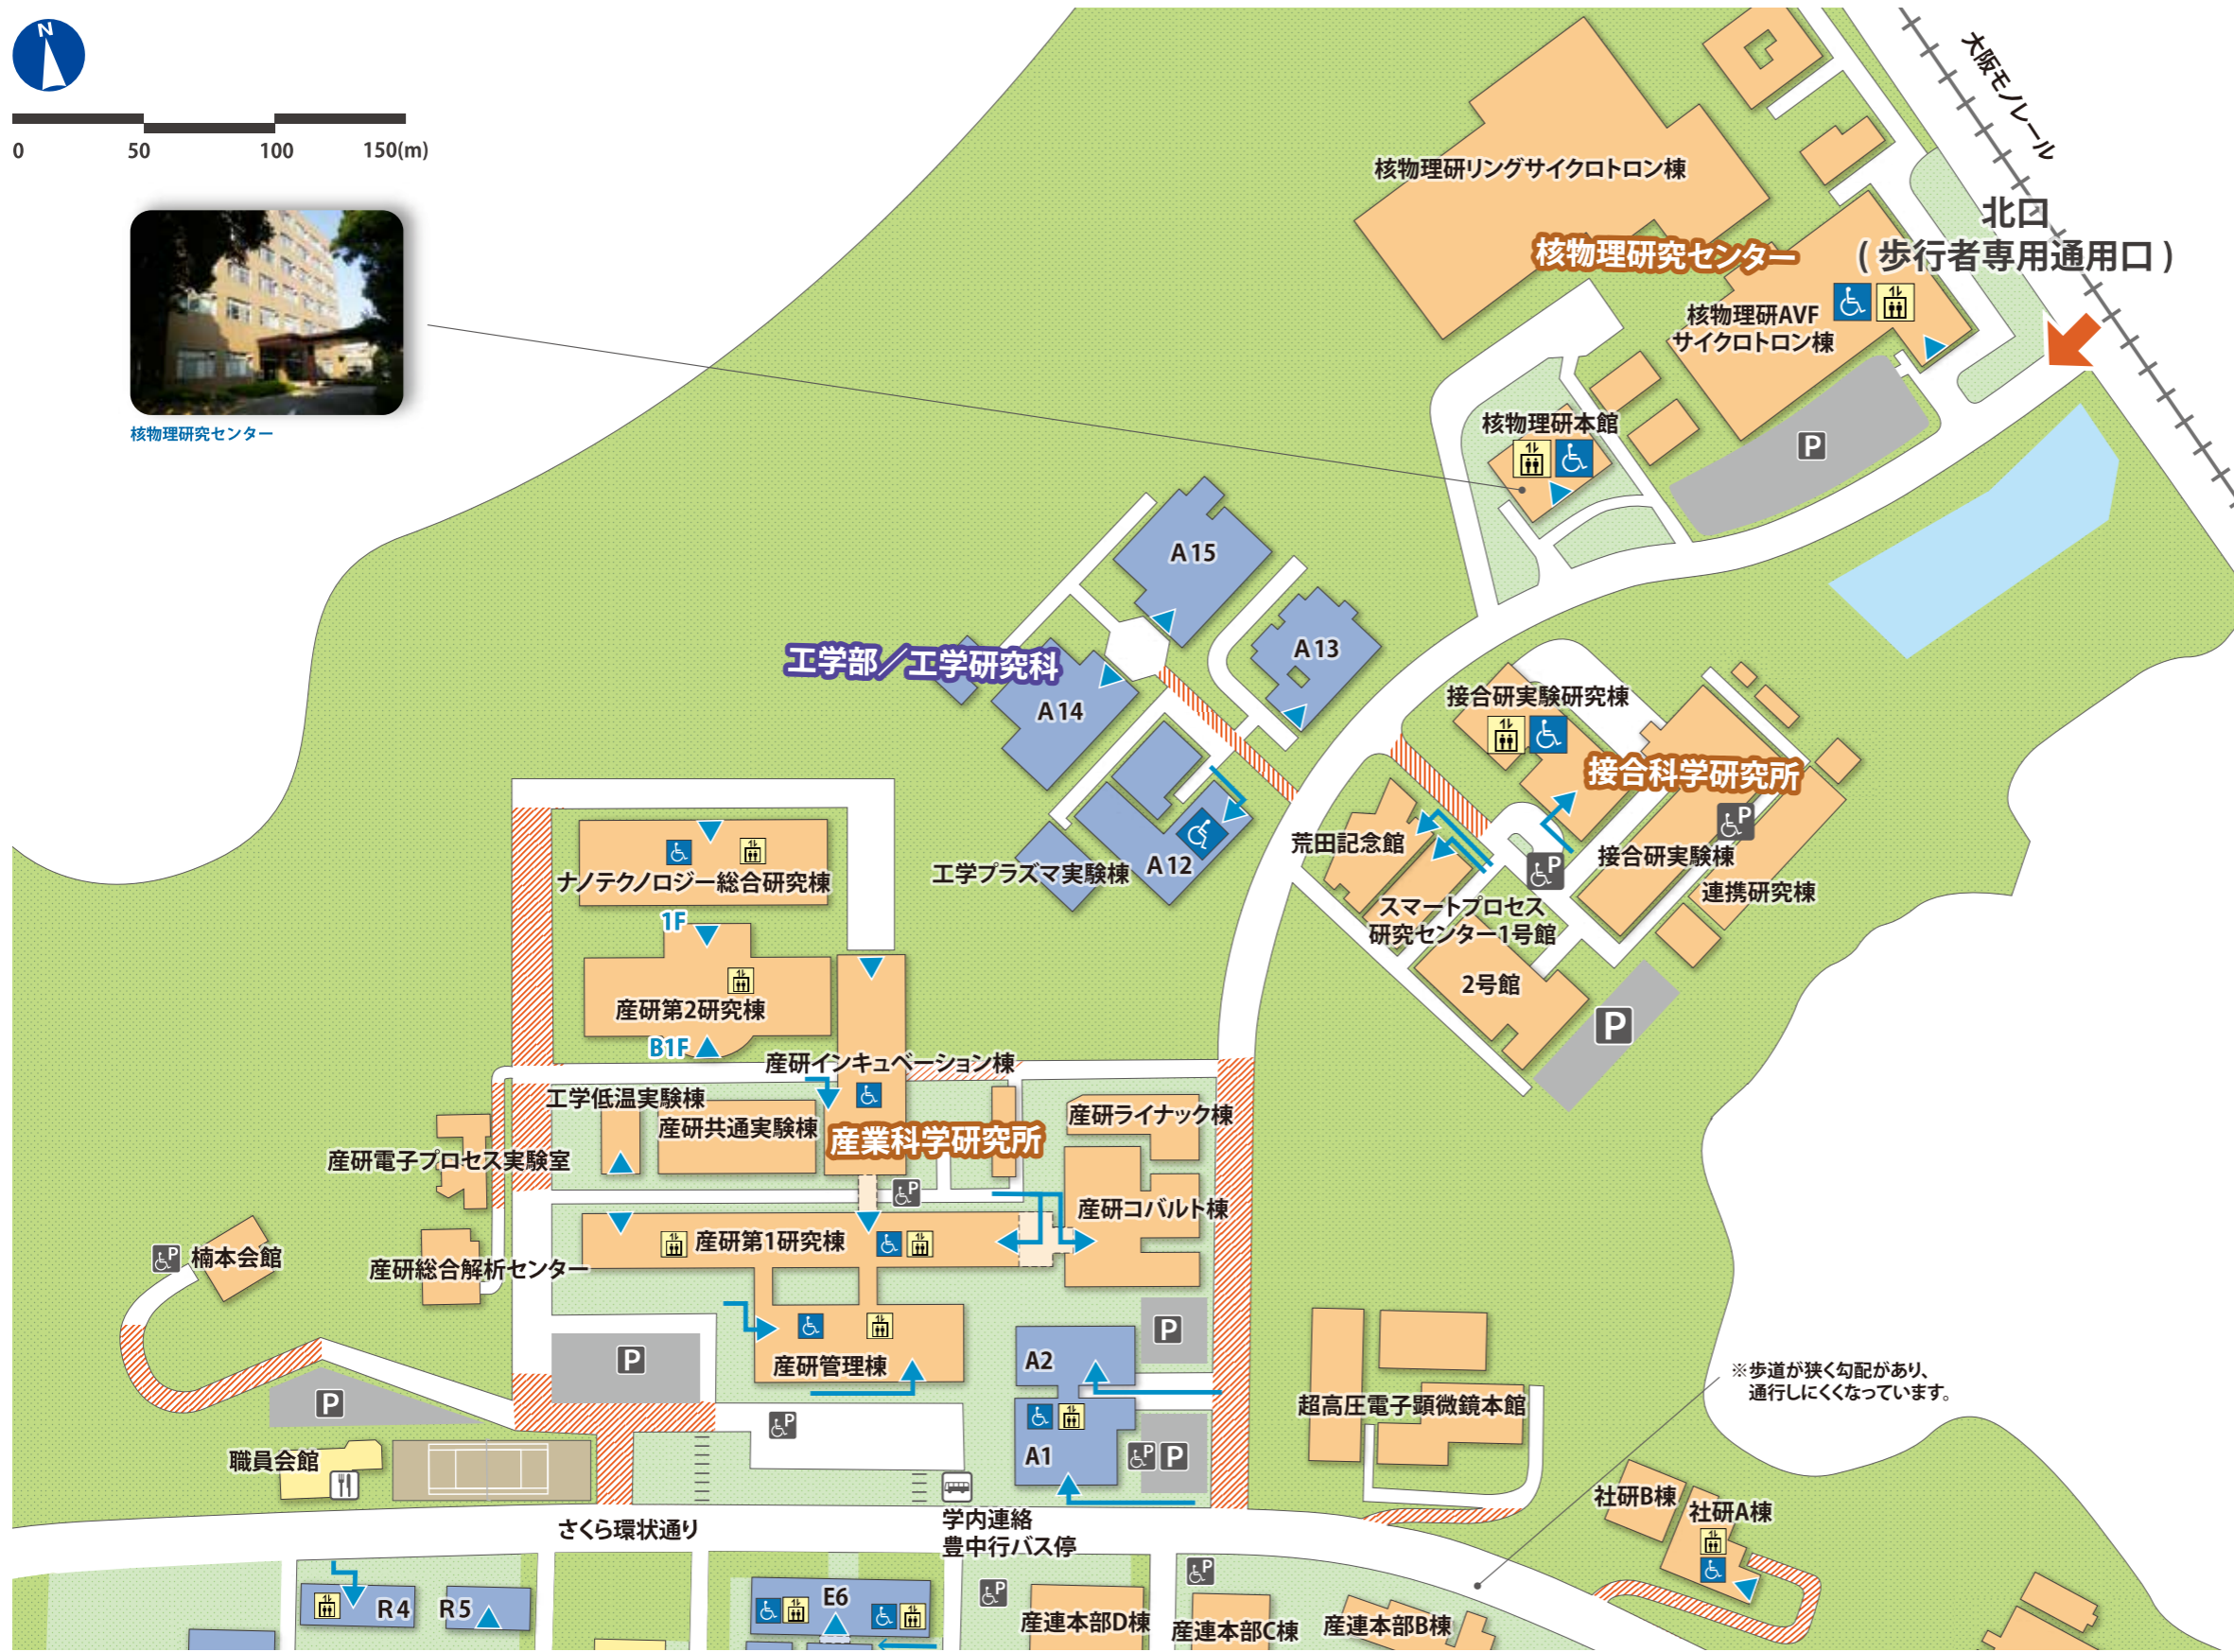 N
0 50 100 150(m)
大阪モノレール
核物理研リングサイクロトロン棟
北口
(歩行者専用通用口)
核物理研究センター
核物理研AVF
サイクロトロン棟
核物理研究センター
核物理研本館
P
A15
A13
工学部/工学研究科
A14
接合研実験研究棟
接合科学研究所
P
荒田記念館
接合研実験棟
工学プラズマ実験棟
A12
P
連携研究棟
ナノテクノロジー総合研究棟
スマートプロセス
研究センター1号館
1F
2号館
産研第2研究棟
P
B1F
産研インキュベーション棟
工学低温実験棟
産研共通実験棟
産業科学研究所
産研ライナック棟
産研電子プロセス実験室
P
産研コバルト棟
産研第1研究棟
P
楠本会館
産研総合解析センター
P
P
産研管理棟
A2
※歩道が狭く勾配があり、
通行しにくくなっています。
P
P
超高圧電子顕微鏡本館
職員会館
A1
P
P
社研B棟
社研A棟
さくら環状通り
学内連絡
豊中行バス停
P
P
R4
R5
E6
産連本部D棟
産連本部C棟
産連本部B棟